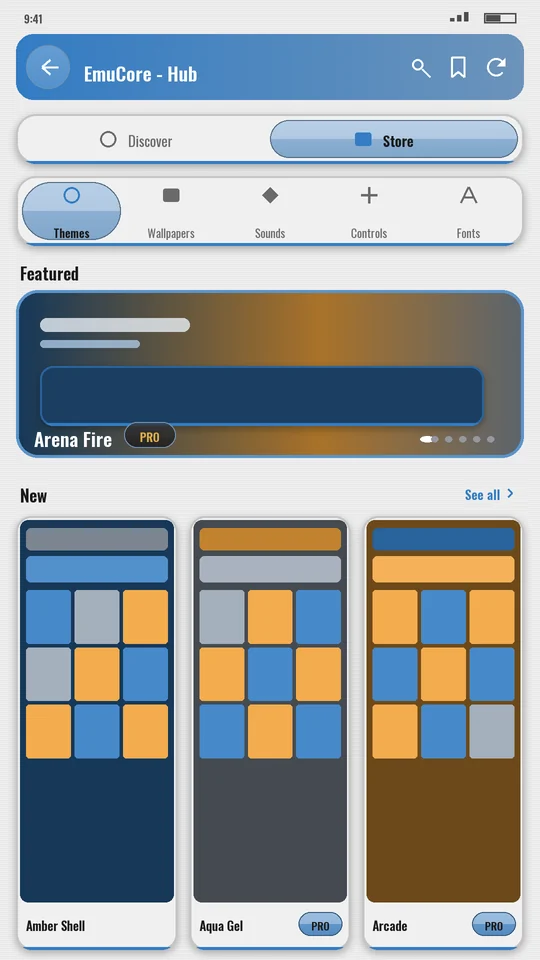 9:41
EmuCore - Hub
Discover
Store
Themes
Wallpapers
Sounds
Controls
Fonts
Featured
Arena Fire
PRO
New
See all
Amber Shell
Aqua Gel
PRO
Arcade
PRO